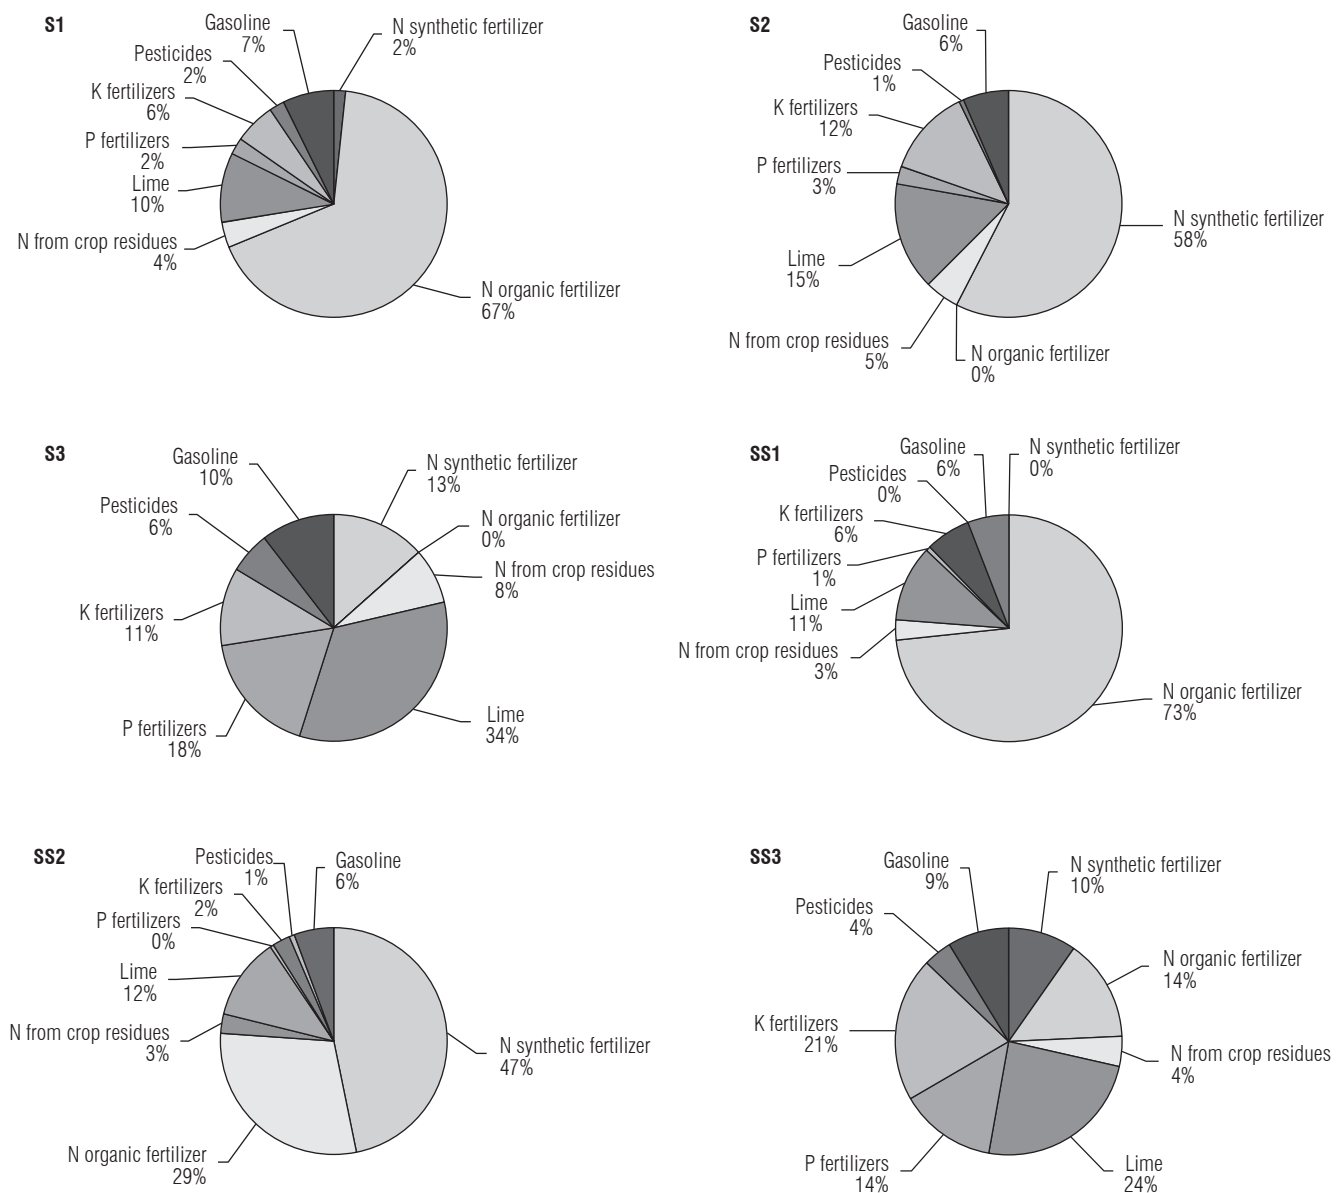 S1
Gasoline
7%
N synthetic fertilizer
2%
Pesticides
2%
K fertilizers
6%
P fertilizers
2%
Lime
10%
N from crop residues
4%
N organic fertilizer
67%
S2
Gasoline
6%
Pesticides
1%
K fertilizers
12%
P fertilizers
3%
N synthetic fertilizer
58%
Lime
15%
N from crop residues
5%
N organic fertilizer
0%
S3
Gasoline
10%
N synthetic fertilizer
13%
Pesticides
6%
N organic fertilizer
0%
N from crop residues
8%
K fertilizers
11%
P fertilizers
18%
Lime
34%
SS1
Gasoline
6%
N synthetic fertilizer
0%
Pesticides
0%
K fertilizers
6%
P fertilizers
1%
Lime
11%
N from crop residues
3%
N organic fertilizer
73%
SS2
Pesticides
1%
Gasoline
6%
K fertilizers
2%
P fertilizers
0%
Lime
12%
N from crop residues
3%
N synthetic fertilizer
47%
N organic fertilizer
29%
SS3
Gasoline
9%
N synthetic fertilizer
10%
Pesticides
4%
N organic fertilizer
14%
K fertilizers
21%
N from crop residues
4%
P fertilizers
14%
Lime
24%